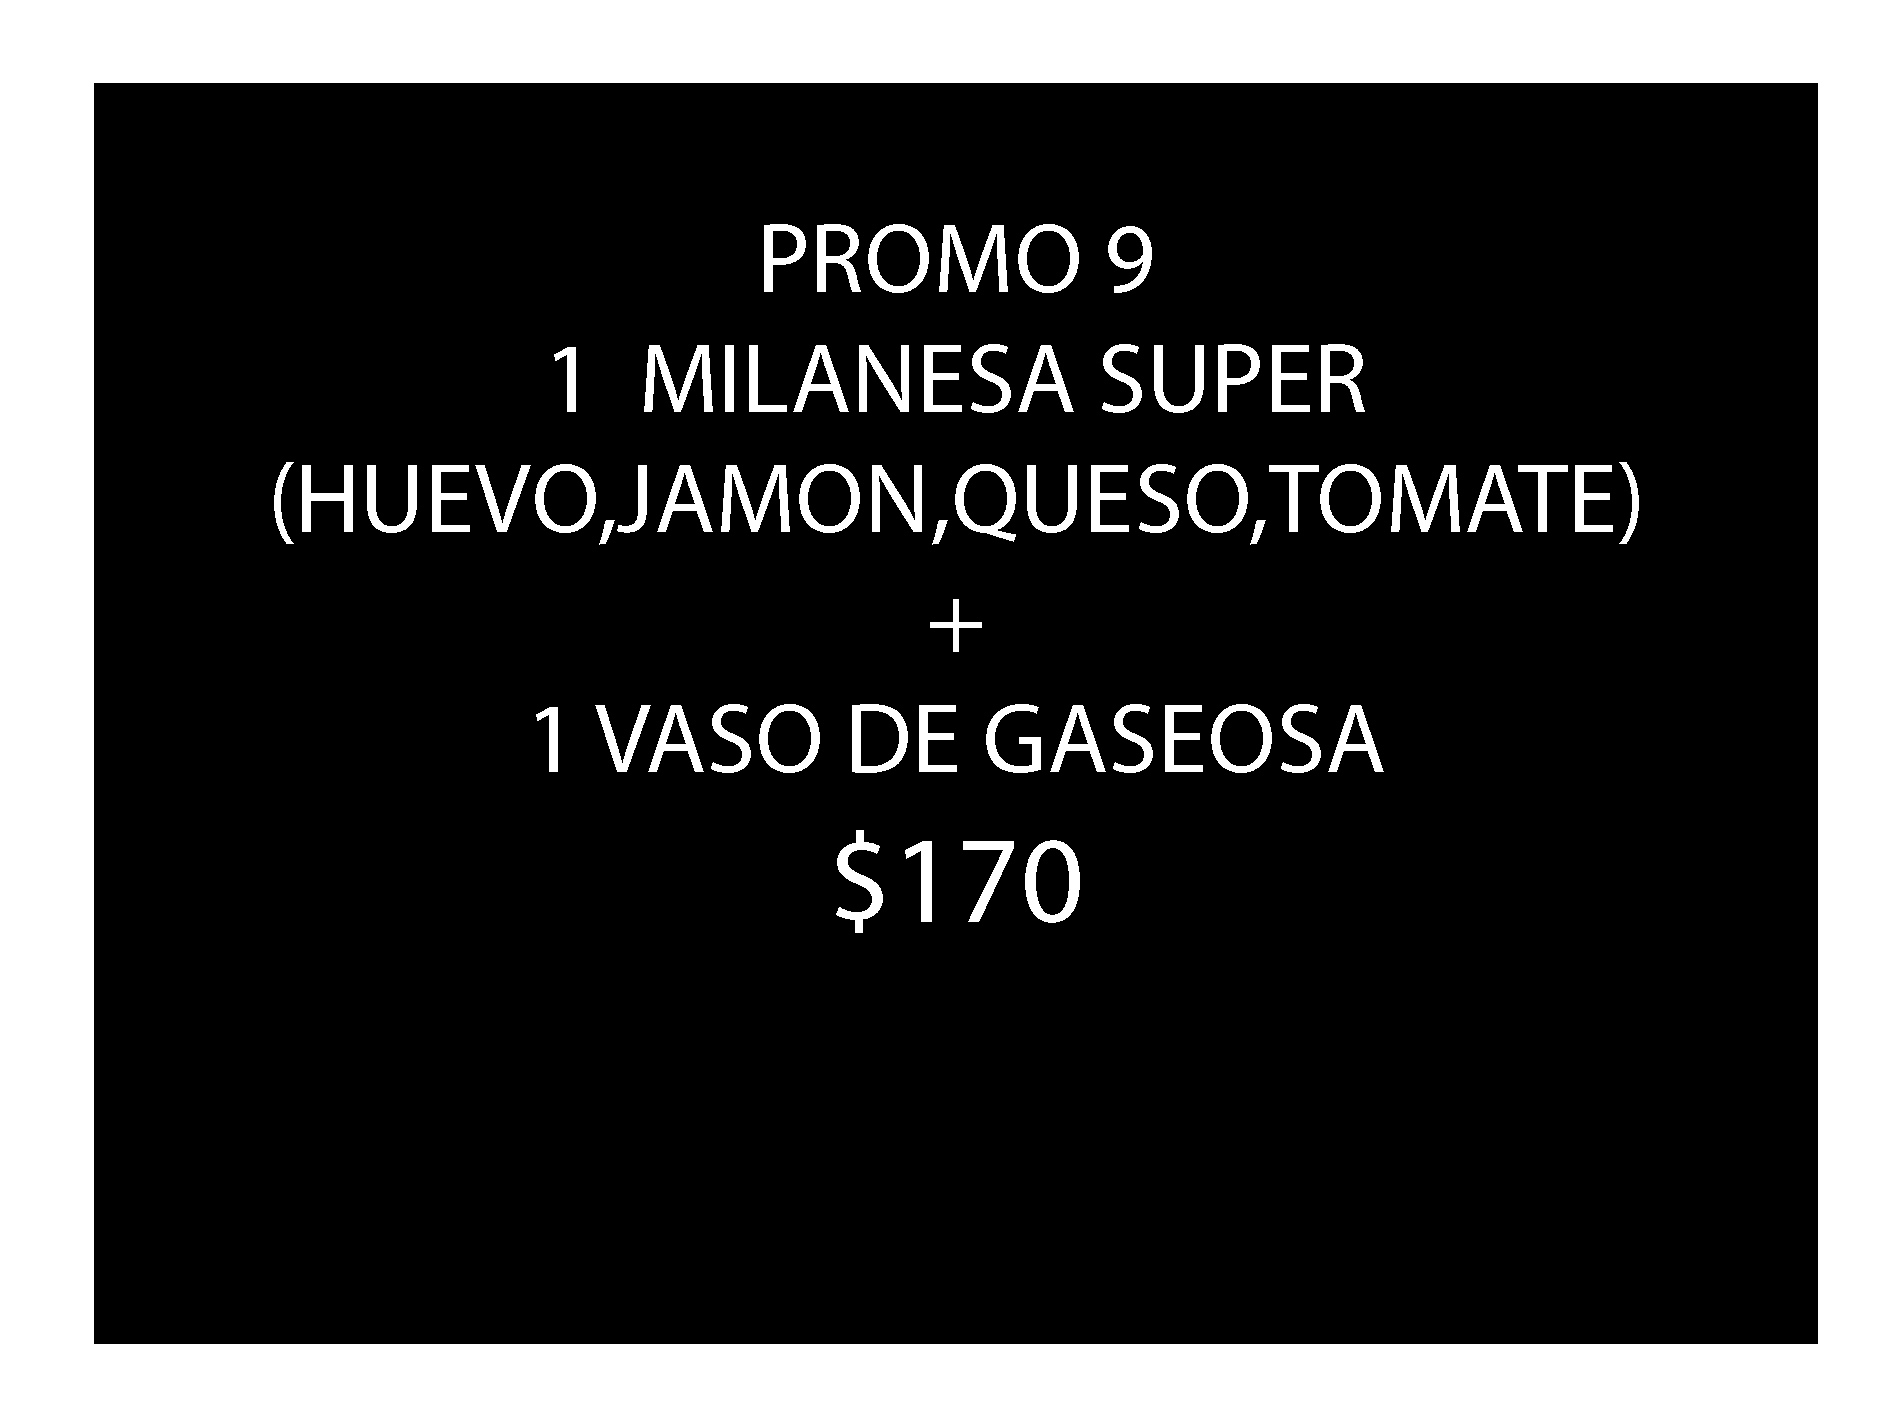 PROMO 9
1  MILANESA SUPER
(HUEVO,JAMON,QUESO,TOMATE)
+
1 VASO DE GASEOSA
$170